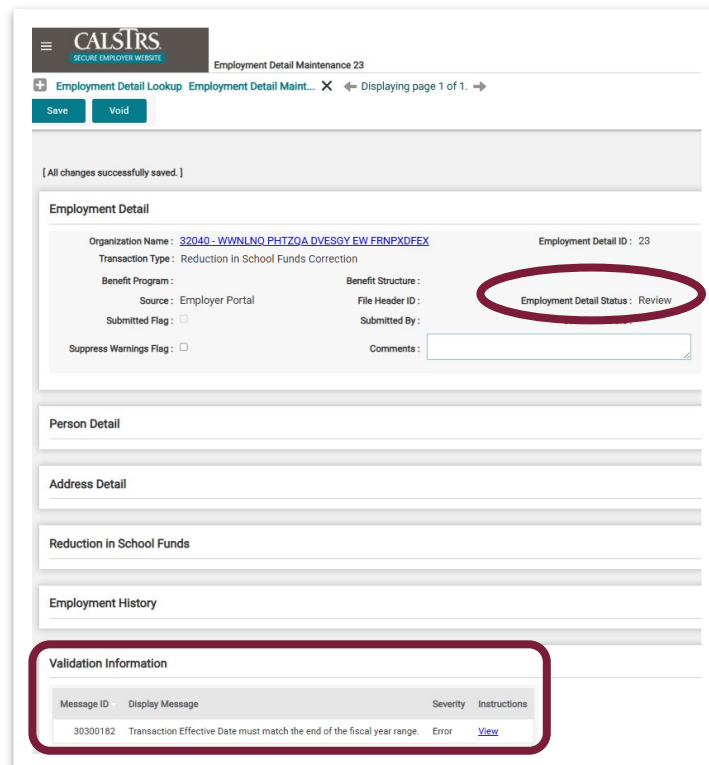 CALSTRS
SECURE EMPLOYER WEBSITE
Employment Detail Maintenance 23
Employment Detail Lookup Employment Detail Maint... X Displaying page 1 of 1.
Save Void
[ All changes successfully saved. ]
Employment Detail
Organization Name : 32040 - WWNLNQ PHTZQA DVESGY EW FRNPXDFEX Employment Detail ID : 23
Transaction Type : Reduction in School Funds Correction
Benefit Program : Benefit Structure :
Source : Employer Portal File Header ID : Employment Detail Status : Review
Submitted Flag : Submitted By :
Suppress Warnings Flag : Comments :
Person Detail
Address Detail
Reduction in School Funds
Employment History
Validation Information
Message ID Display Message Severity Instructions
30300182 Transaction Effective Date must match the end of the fiscal year range. Error View